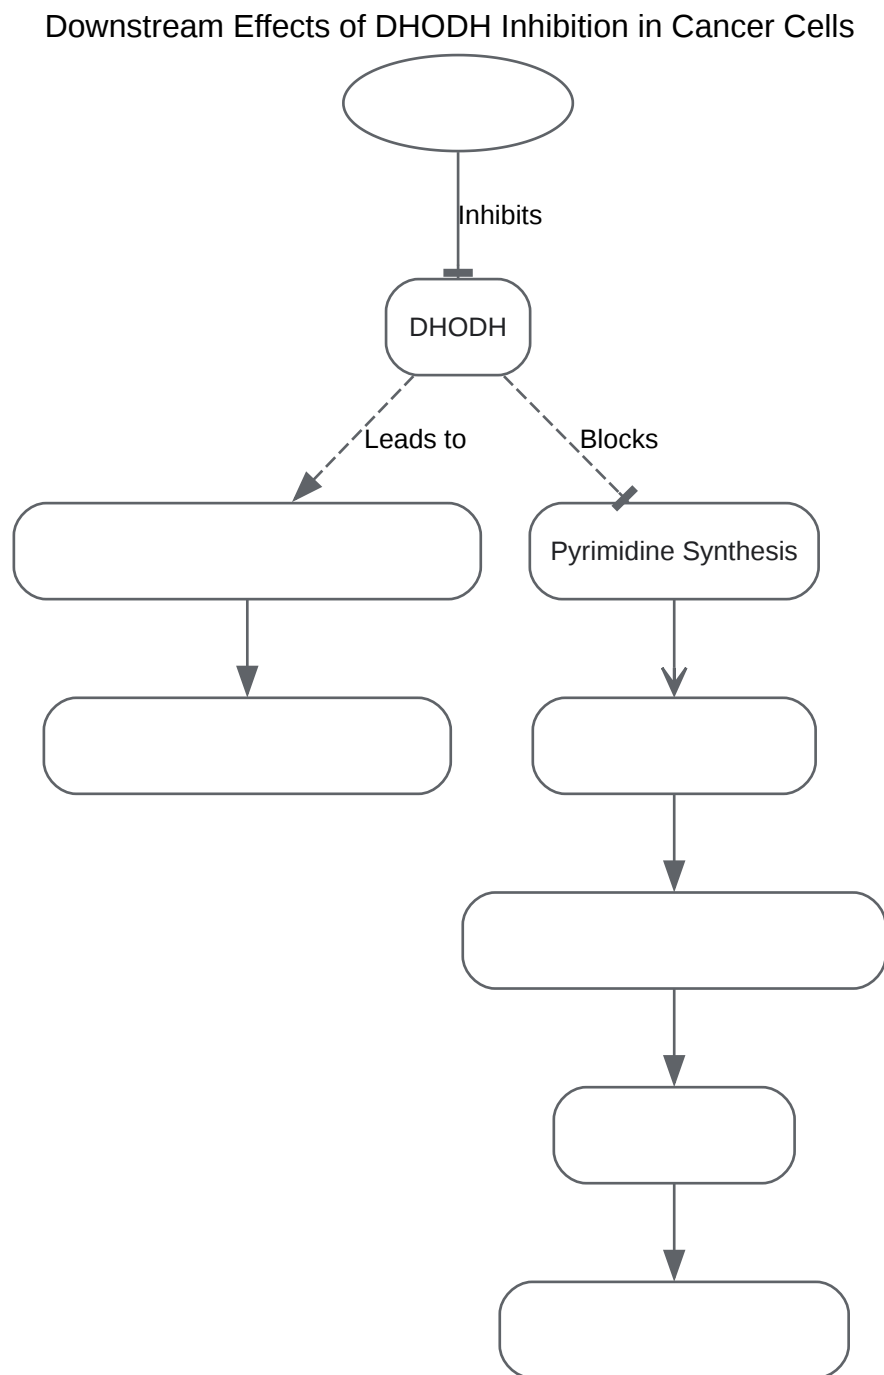 Downstream Effects of DHODH Inhibition in Cancer Cells
Inhibits
DHODH
Leads to
Blocks
Pyrimidine Synthesis